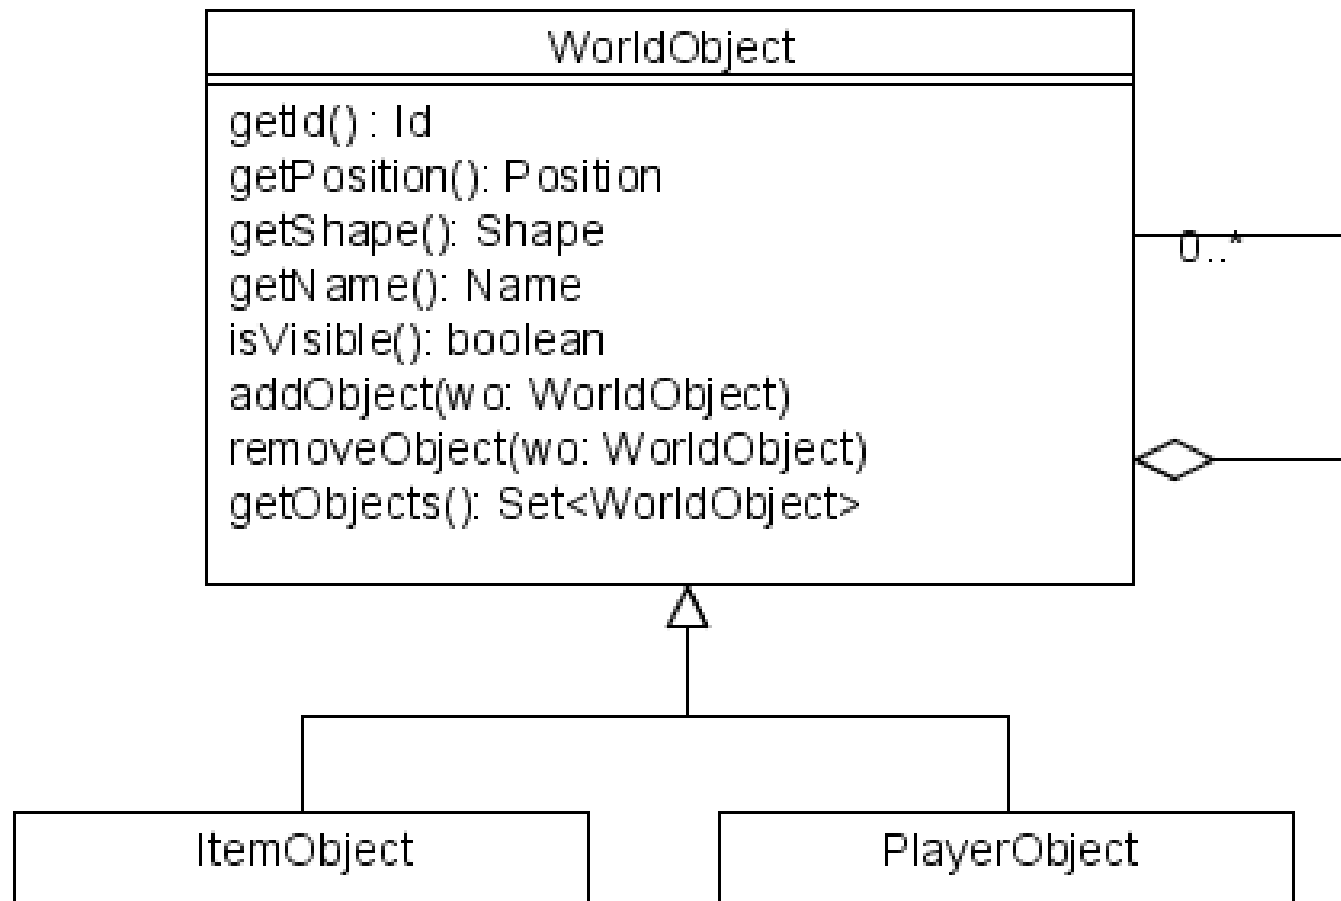 WorldObject
getId() : Id
getPosition(): Position
getShape(): Shape
0..*
getName(): Name
isVisible(): boolean
addObject(wo: WorldObject)
removeObject(wo: WorldObject)
getObjects(): Set<WorldObject>
ItemObject
PlayerObject